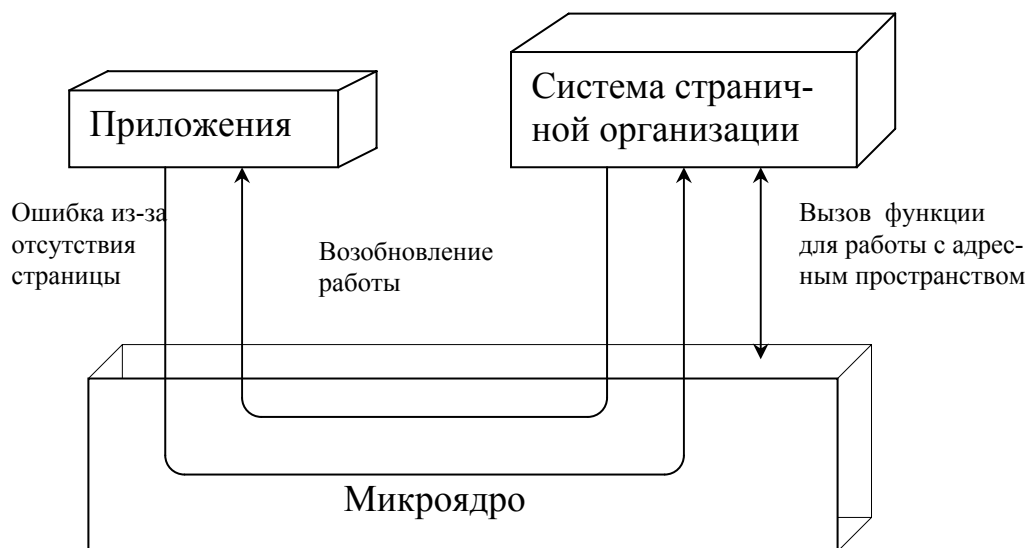 Приложения
Система странич-
ной организации
Ошибка из-за
отсутствия
страницы
Возобновление
работы
Вызов функции
для работы с адрес-
ным пространством
Микроядро